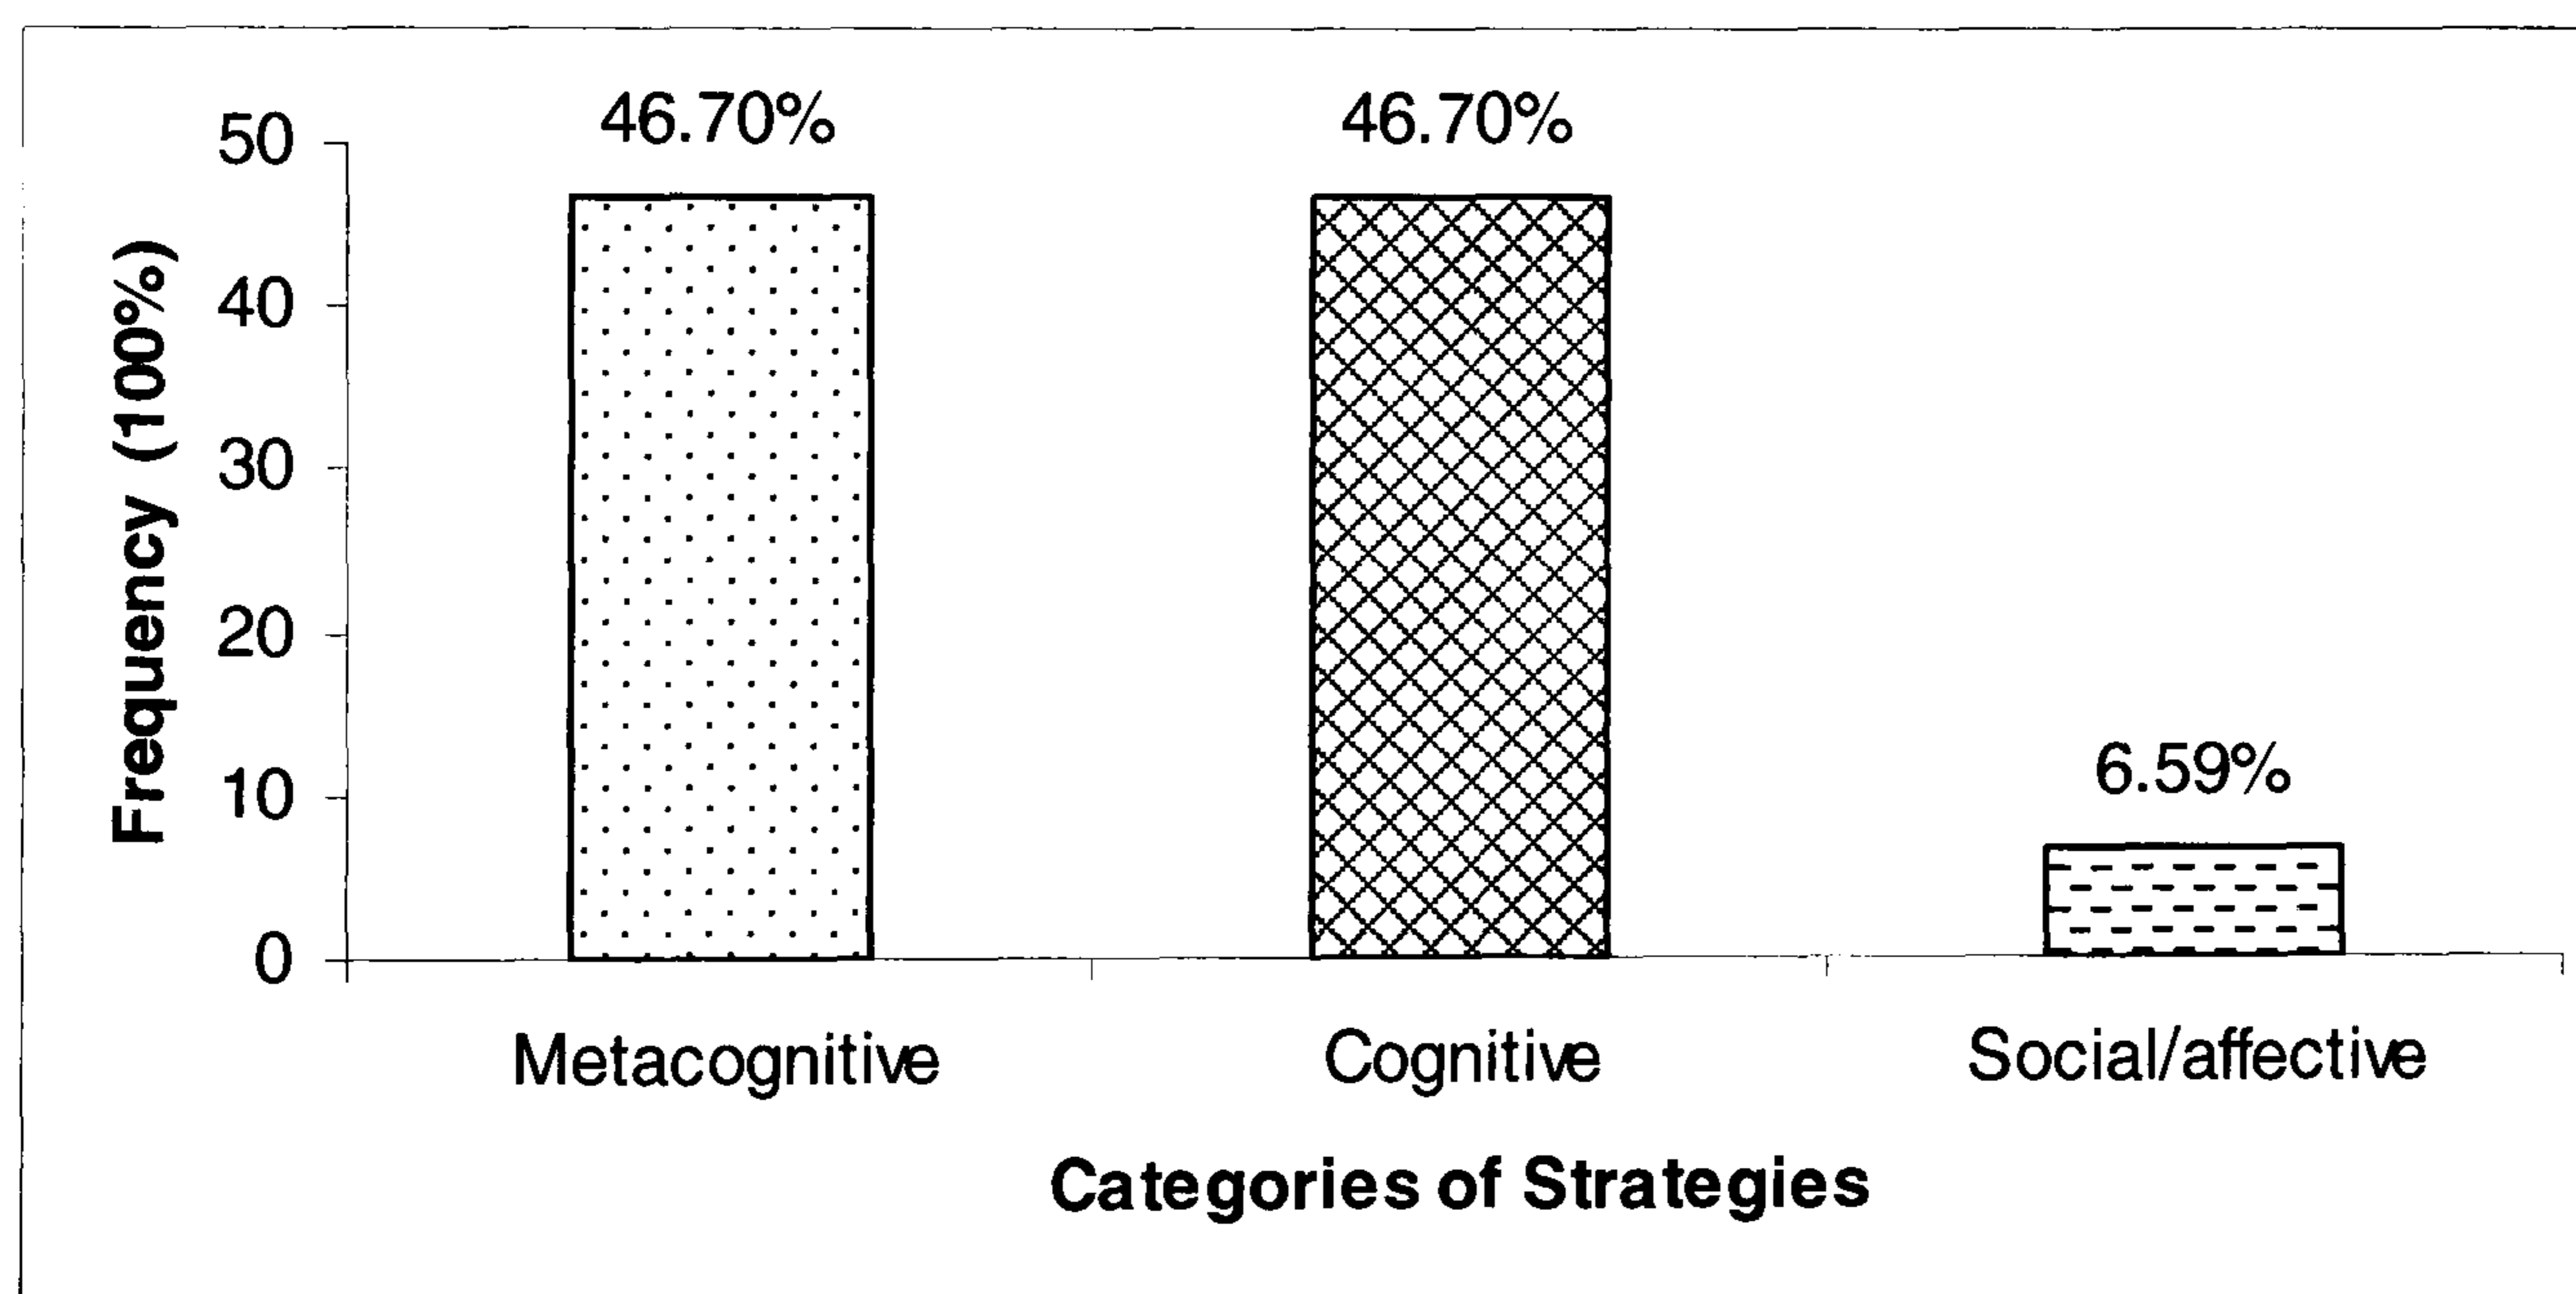 46.70%
46.70%
6.59%
50
40
30
20
10
0
Frequency (100%)
Metacognitive
Cognitive
Social/affective
Categories of Strategies